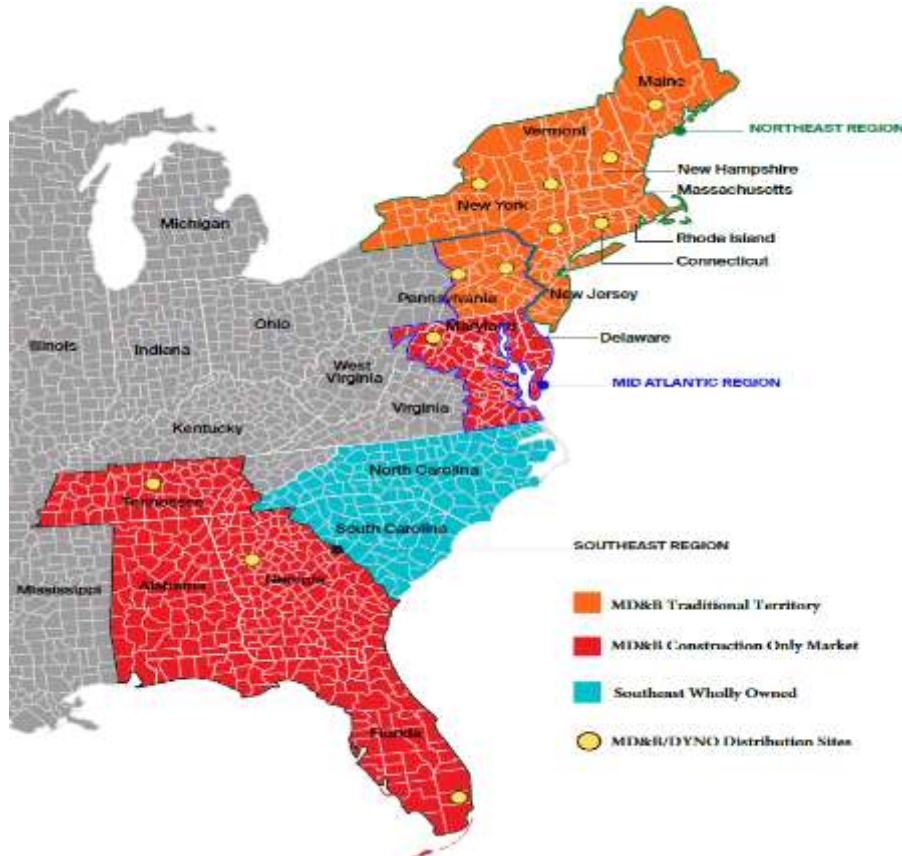 Maine
Vermont
NORTHEAST REGION
New Hampshire
Massachusetts
New York
Michigan
Rhode Island
Connecticut
Pennsylvania
New Jersey
Maryland
Ohio
Delaware
Illinois
Indiana
West
Virginia
MID ATLANTIC REGION
Virginia
Kentucky
North Carolina
Tennessee
South Carolina
SOUTHEAST REGION
Mississippi
Alabama
Georgia
MD&B Traditional Territory
MD&B Construction Only Market
Southeast Wholly Owned
Florida
MD&B/DYNO Distribution Sites